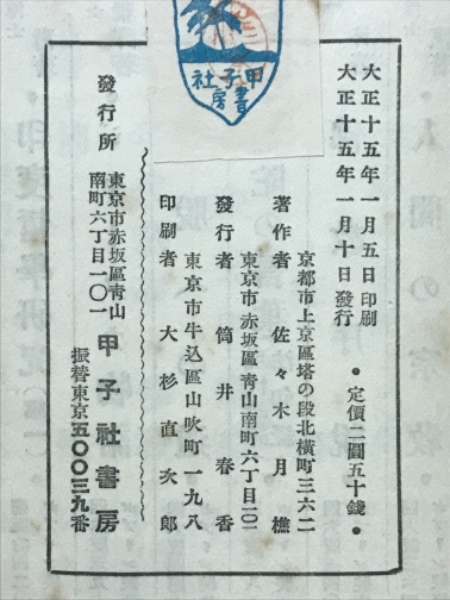 甲子社
書房
大正十五年一月五日印刷
大正十五年一月十日發行
●定價二圓五十錢●
京都市上京區塔の段北横町三六二
著作者 佐々木月樵
東京市赤坂區靑山南町六丁目一〇一
發行者 筒井春香
東京市牛込區山吹町一九八
印刷者 大杉直次郎
發行所
東京市赤坂區靑山
南町六丁目一〇一
甲子社書房
振替東京五〇〇三九番